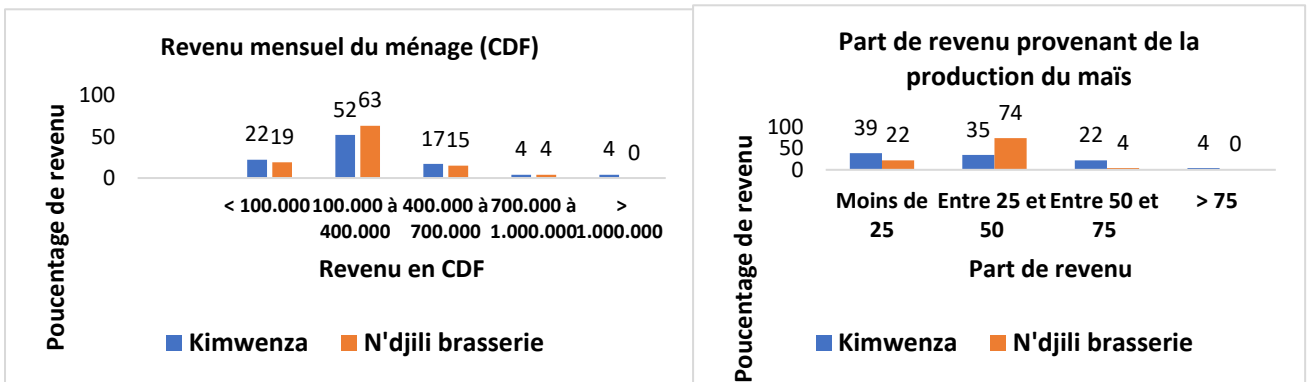 Revenu mensuel du ménage (CDF)
Poucentage de revenu
100
50
0
22 19 52 63 17 15 4 4 4 0
< 100.000 100.000 à 400.000 à 700.000 à >
400.000 700.000 1.000.000 1.000.000
Revenu en CDF
Kimwenza N'djili brasserie
Part de revenu provenant de la
production du maïs
Poucentage de revenu
100
50
0
39 22 35 74 22 4 4 0
Moins de Entre 25 et Entre 50 et > 75
25 50 75
Part de revenu
Kimwenza N'djili brasserie